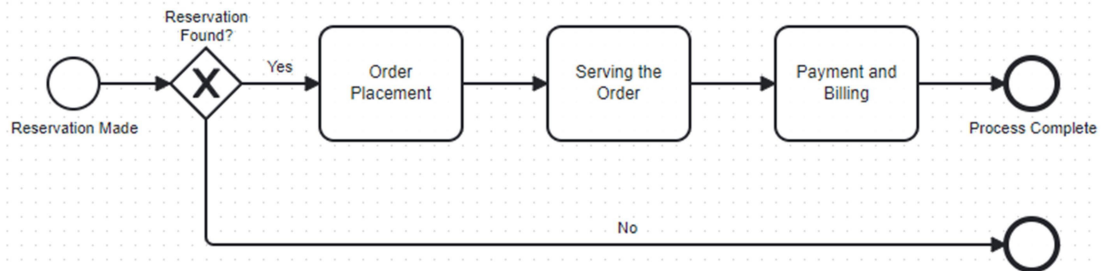 Reservation
Found?
Yes
Order
Placement
Serving the
Order
Payment and
Billing
Reservation Made
Process Complete
No